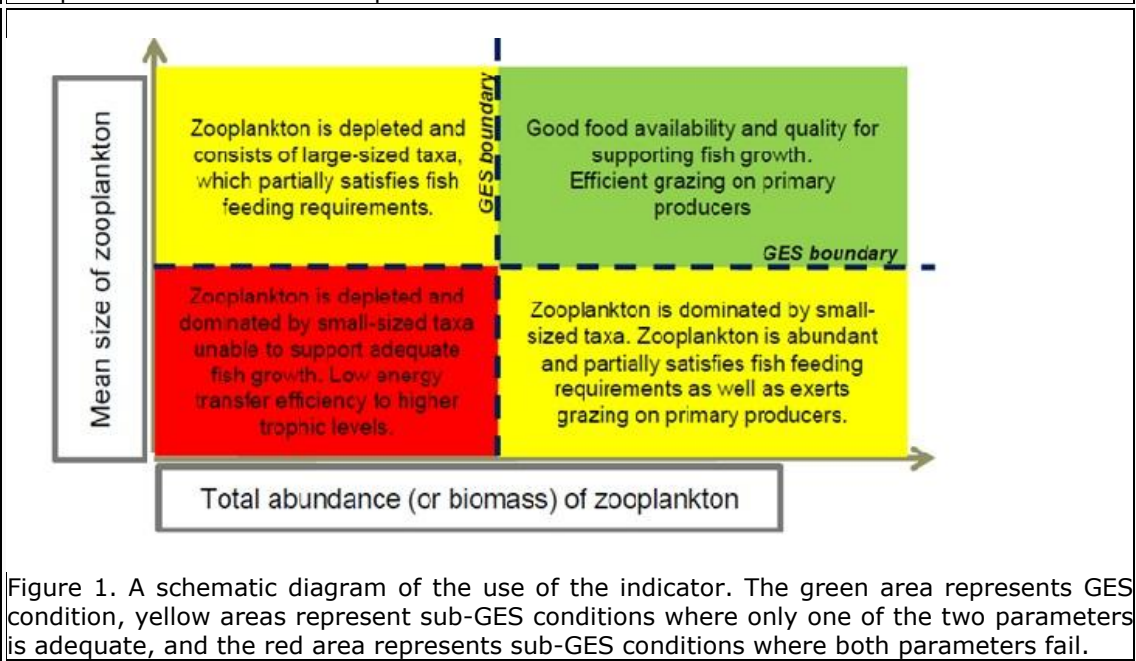 Mean size of zooplankton
Zooplankton is depleted and
consists of large-sized taxa,
which partially satisfies fish
feeding requirements.
GES boundary
Good food availability and quality for
supporting fish growth.
Efficient grazing on primary
producers
GES boundary
Zooplankton is depleted and
dominated by small-sized taxa
unable to support adequate
fish growth. Low energy
transfer efficiency to higher
trophic levels.
Zooplankton is dominated by small-
sized taxa. Zooplankton is abundant
and partially satisfies fish feeding
requirements as well as exerts
grazing on primary producers.
Total abundance (or biomass) of zooplankton
Figure 1. A schematic diagram of the use of the indicator. The green area represents GES
condition, yellow areas represent sub-GES conditions where only one of the two parameters
is adequate, and the red area represents sub-GES conditions where both parameters fail.